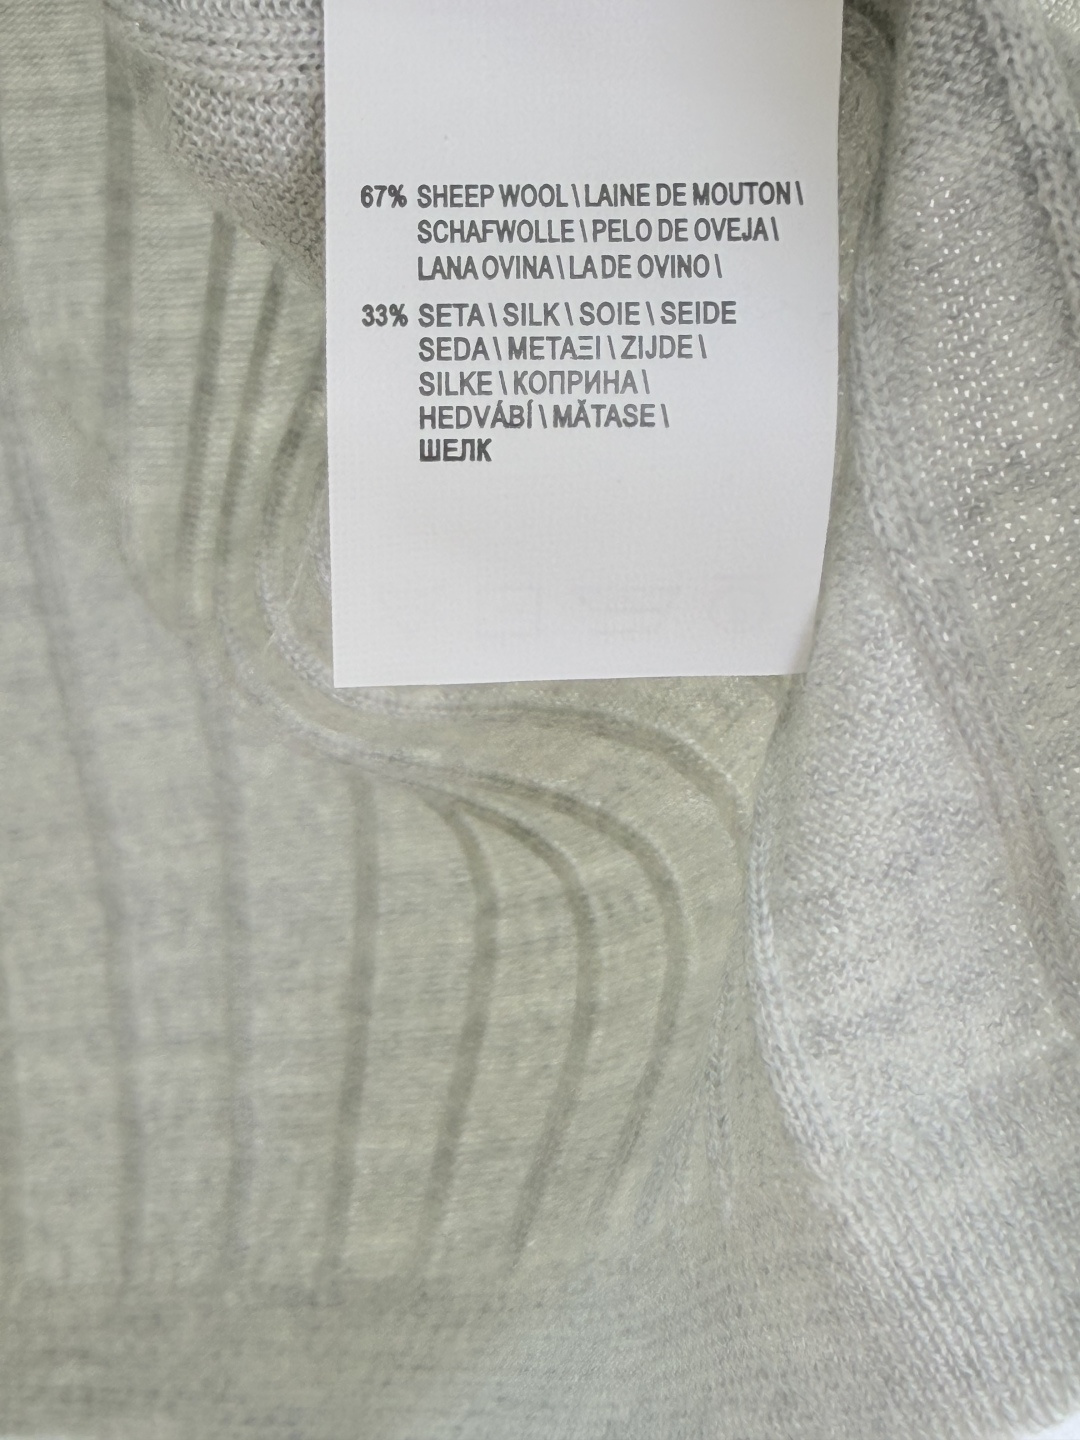 67% SHEEP WOOL \ LAINE DE MOUTON \
SCHAFWOLLE \ PELO DE OVEJA \
LANA OVINA \ LA DE OVINO \
33% SETA \ SILK \ SOIE \ SEIDE
SEDA \ METAΞI \ ZIJDE \
SILKE \ КОПРИНА \
HEDVÁBÍ \ MĂTASE \
ШЕЛК